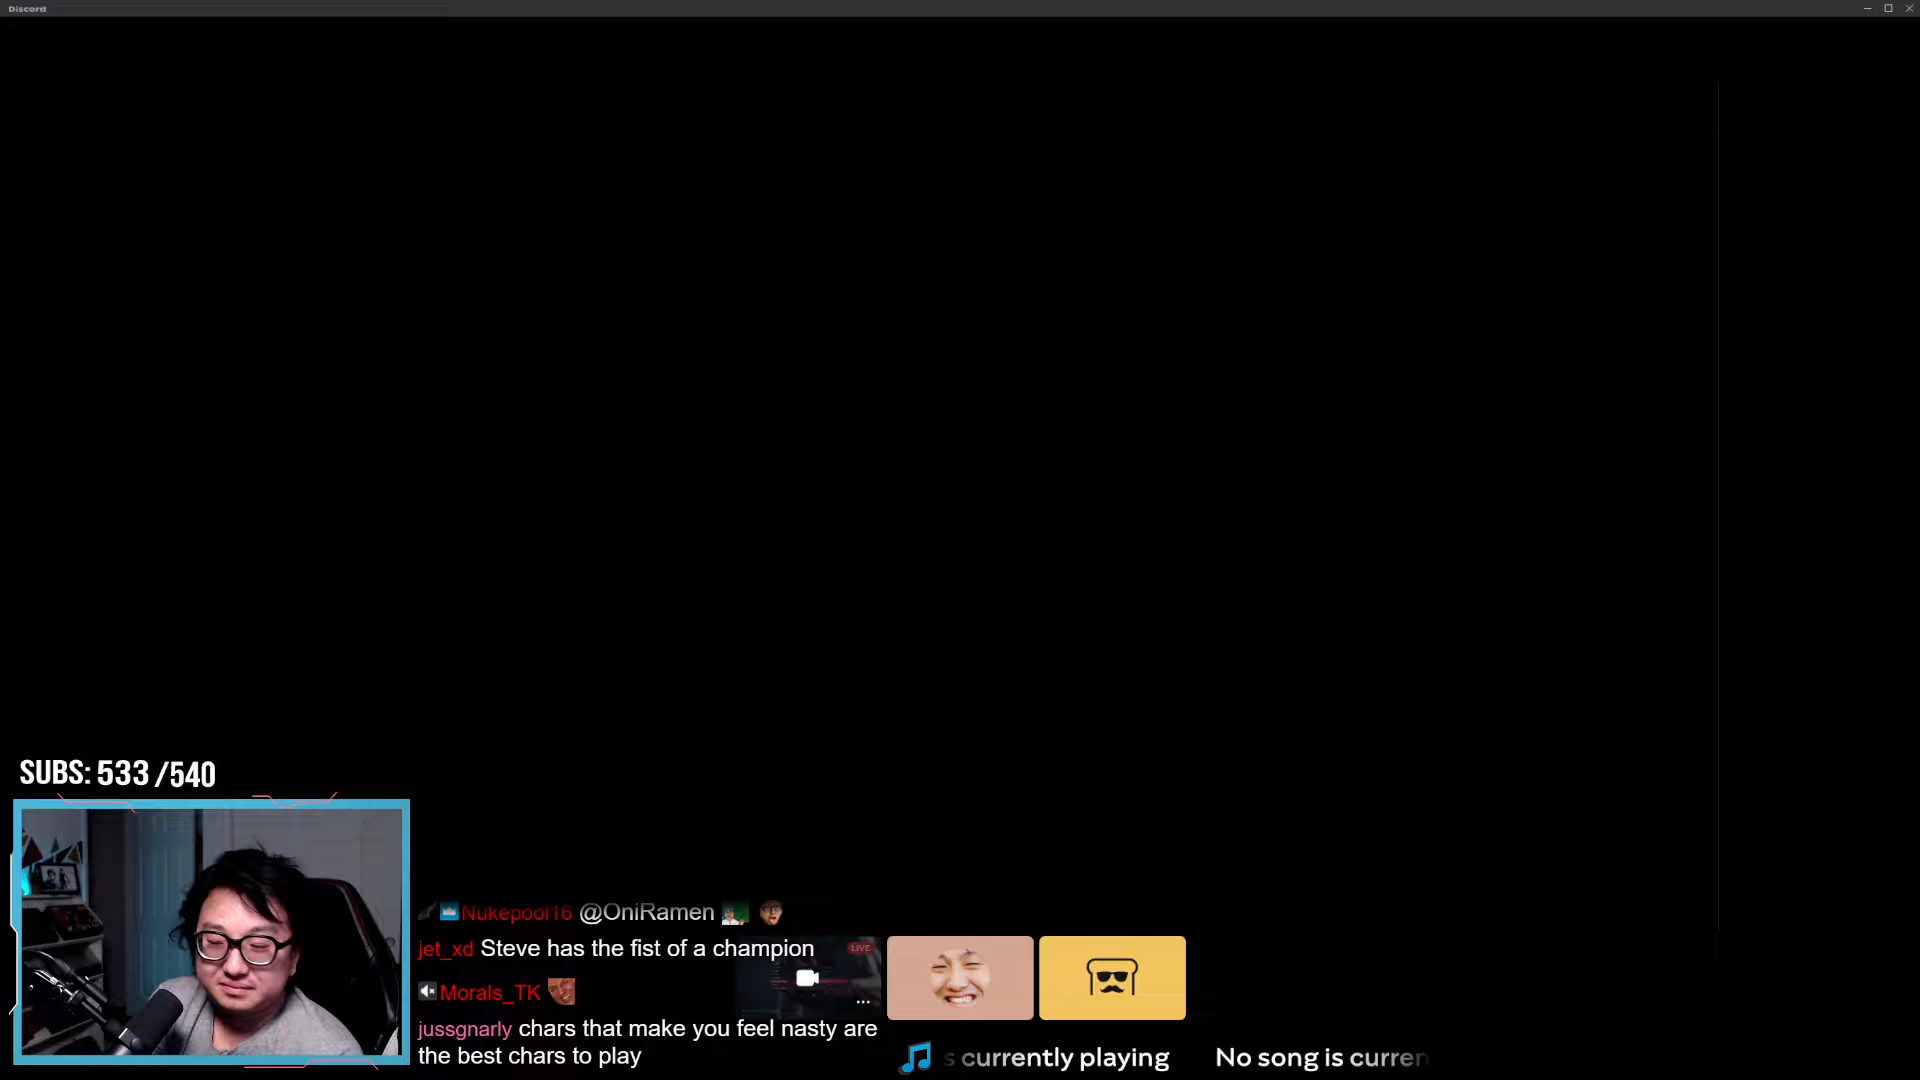 Discord
SUBS: 533 /540
Nukepool16 @OniRamen
jet_xd Steve has the fist of a champion
LIVE
Morals_TK
jussgnarly chars that make you feel nasty are
the best chars to play
s currently playing No song is curren